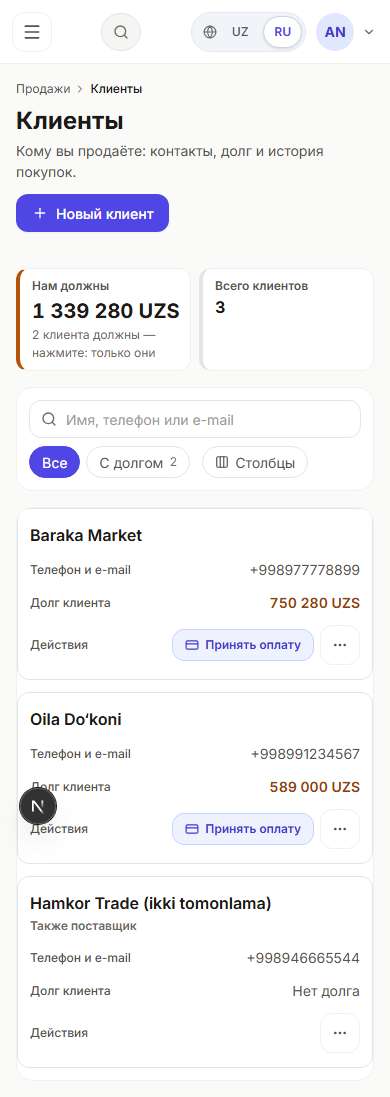 UZ RU AN
Продажи > Клиенты
Клиенты
Кому вы продаёте: контакты, долг и история
покупок.
+ Новый клиент
Нам должны
1 339 280 UZS
2 клиента должны —
нажмите: только они
Всего клиентов
3
Имя, телефон или e-mail
Все С долгом 2 Столбцы
Baraka Market
Телефон и e-mail +998977778899
Долг клиента 750 280 UZS
Действия Принять оплату ...
Oila Do‘koni
Телефон и e-mail +998991234567
Долг клиента 589 000 UZS
N
Действия Принять оплату ...
Hamkor Trade (ikki tomonlama)
Также поставщик
Телефон и e-mail +998946665544
Долг клиента Нет долга
Действия ...